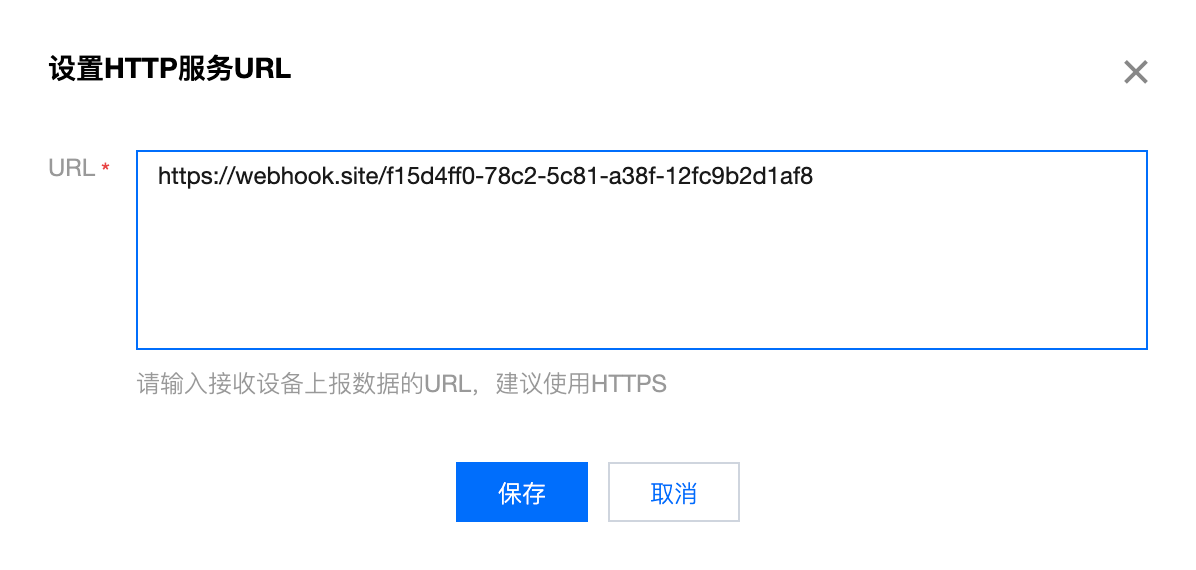 设置HTTP服务URL
URL *
https://webhook.site/f15d4ff0-78c2-5c81-a38f-12fc9b2d1af8
请输入接收设备上报数据的URL，建议使用HTTPS
保存 取消